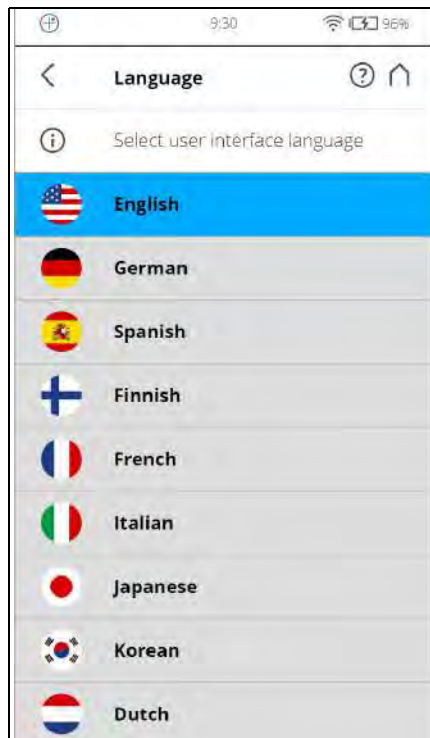 9:30 96%
Language
Select user interface language
English
German
Spanish
Finnish
French
Italian
Japanese
Korean
Dutch